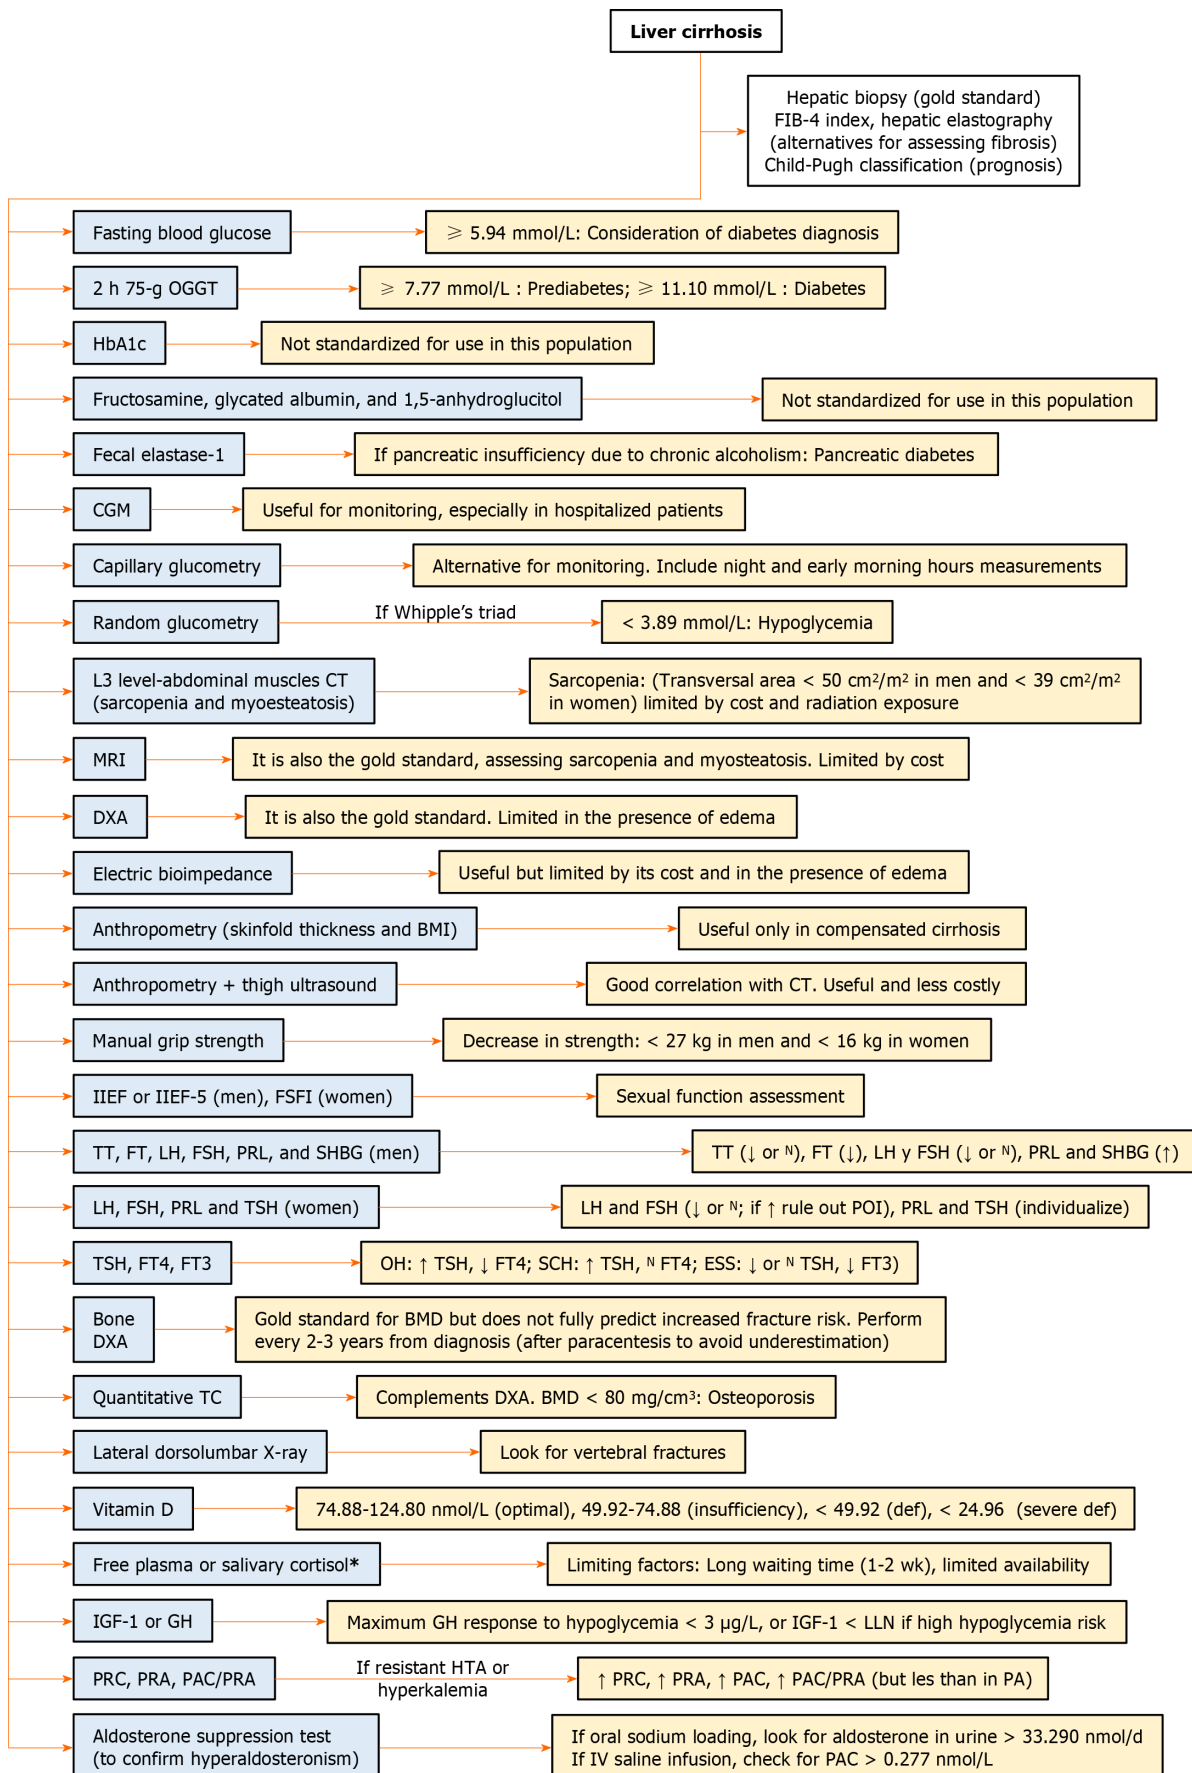 Liver cirrhosis
Hepatic biopsy (gold standard)
FIB-4 index, hepatic elastography
(alternatives for assessing fibrosis)
Child-Pugh classification (prognosis)
Fasting blood glucose
⩾ 5.94 mmol/L: Consideration of diabetes diagnosis
2 h 75-g OGGT
⩾ 7.77 mmol/L : Prediabetes; ⩾ 11.10 mmol/L : Diabetes
HbA1c
Not standardized for use in this population
Fructosamine, glycated albumin, and 1,5-anhydroglucitol
Not standardized for use in this population
Fecal elastase-1
If pancreatic insufficiency due to chronic alcoholism: Pancreatic diabetes
CGM
Useful for monitoring, especially in hospitalized patients
Capillary glucometry
Alternative for monitoring. Include night and early morning hours measurements
Random glucometry
If Whipple's triad
< 3.89 mmol/L: Hypoglycemia
L3 level-abdominal muscles CT
(sarcopenia and myoesteatosis)
Sarcopenia: (Transversal area < 50 cm²/m² in men and < 39 cm²/m²
in women) limited by cost and radiation exposure
MRI
It is also the gold standard, assessing sarcopenia and myosteatosis. Limited by cost
DXA
It is also the gold standard. Limited in the presence of edema
Electric bioimpedance
Useful but limited by its cost and in the presence of edema
Anthropometry (skinfold thickness and BMI)
Useful only in compensated cirrhosis
Anthropometry + thigh ultrasound
Good correlation with CT. Useful and less costly
Manual grip strength
Decrease in strength: < 27 kg in men and < 16 kg in women
IIEF or IIEF-5 (men), FSFI (women)
Sexual function assessment
TT, FT, LH, FSH, PRL, and SHBG (men)
TT (↓ or ᴺ), FT (↓), LH y FSH (↓ or ᴺ), PRL and SHBG (↑)
LH, FSH, PRL and TSH (women)
LH and FSH (↓ or ᴺ; if ↑ rule out POI), PRL and TSH (individualize)
TSH, FT4, FT3
OH: ↑ TSH, ↓ FT4; SCH: ↑ TSH, ᴺ FT4; ESS: ↓ or ᴺ TSH, ↓ FT3)
Bone
DXA
Gold standard for BMD but does not fully predict increased fracture risk. Perform
every 2-3 years from diagnosis (after paracentesis to avoid underestimation)
Quantitative TC
Complements DXA. BMD < 80 mg/cm³: Osteoporosis
Lateral dorsolumbar X-ray
Look for vertebral fractures
Vitamin D
74.88-124.80 nmol/L (optimal), 49.92-74.88 (insufficiency), < 49.92 (def), < 24.96 (severe def)
Free plasma or salivary cortisol*
Limiting factors: Long waiting time (1-2 wk), limited availability
IGF-1 or GH
Maximum GH response to hypoglycemia < 3 µg/L, or IGF-1 < LLN if high hypoglycemia risk
PRC, PRA, PAC/PRA
If resistant HTA or
hyperkalemia
↑ PRC, ↑ PRA, ↑ PAC, ↑ PAC/PRA (but less than in PA)
Aldosterone suppression test
(to confirm hyperaldosteronism)
If oral sodium loading, look for aldosterone in urine > 33.290 nmol/d
If IV saline infusion, check for PAC > 0.277 nmol/L